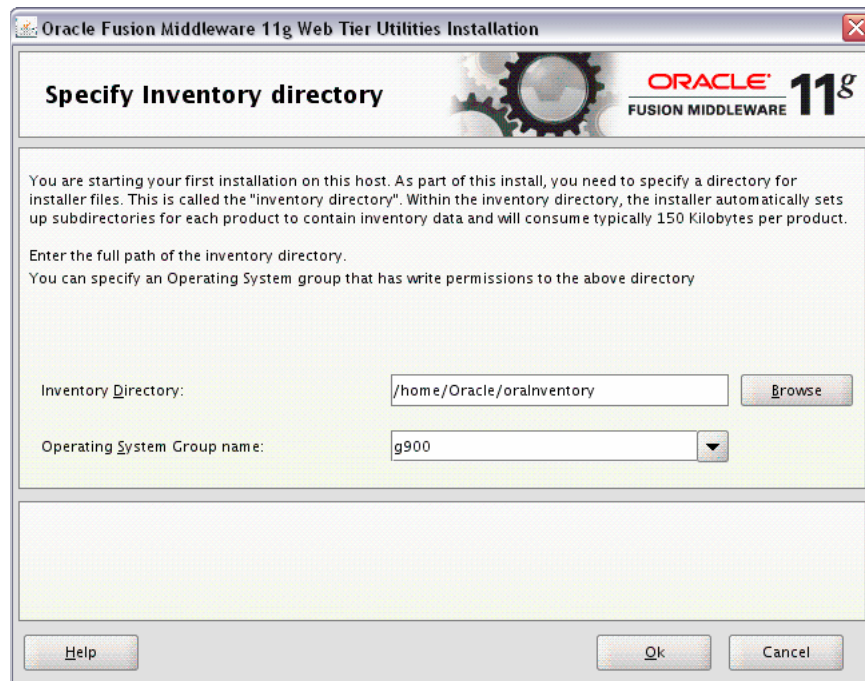 Oracle Fusion Middleware 11g Web Tier Utilities Installation
Specify Inventory directory
ORACLE
FUSION MIDDLEWARE
11g
You are starting your first installation on this host. As part of this install, you need to specify a directory for
installer files. This is called the "inventory directory". Within the inventory directory, the installer automatically sets
up subdirectories for each product to contain inventory data and will consume typically 150 Kilobytes per product.
Enter the full path of the inventory directory.
You can specify an Operating System group that has write permissions to the above directory
Inventory Directory:
/home/Oracle/oraInventory
Browse
Operating System Group name:
g900
Help
Ok
Cancel